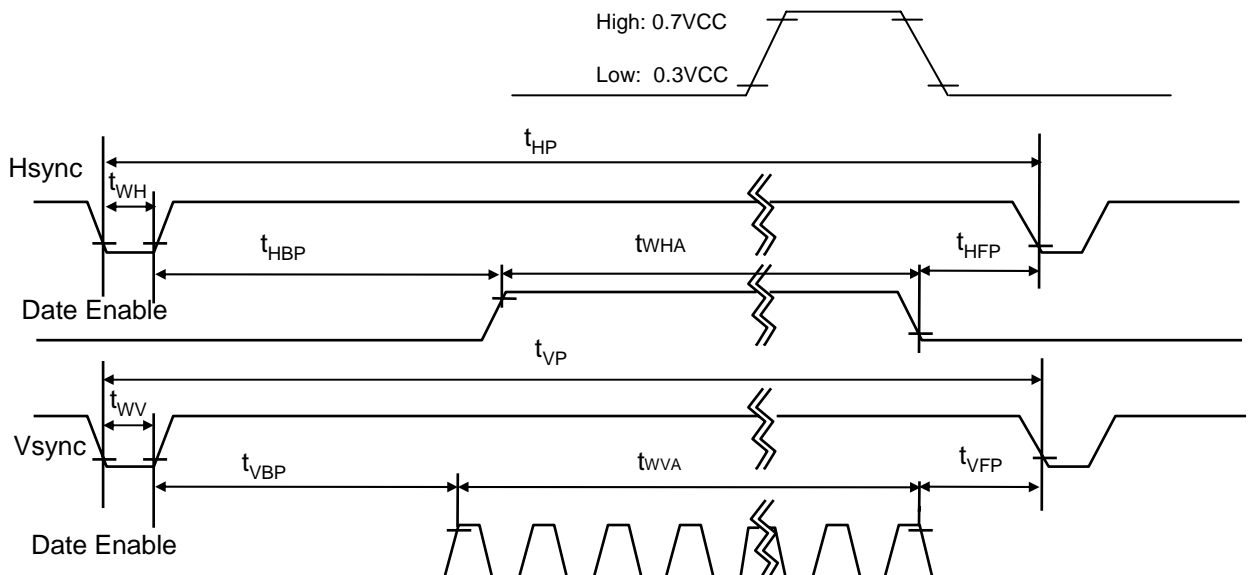 High: 0.7VCC
Low: 0.3VCC
tHP
Hsync
tWH
tHBP
tWHA
tHFP
Date Enable
tVP
tWV
Vsync
tVBP
tWVA
tVFP
Date Enable